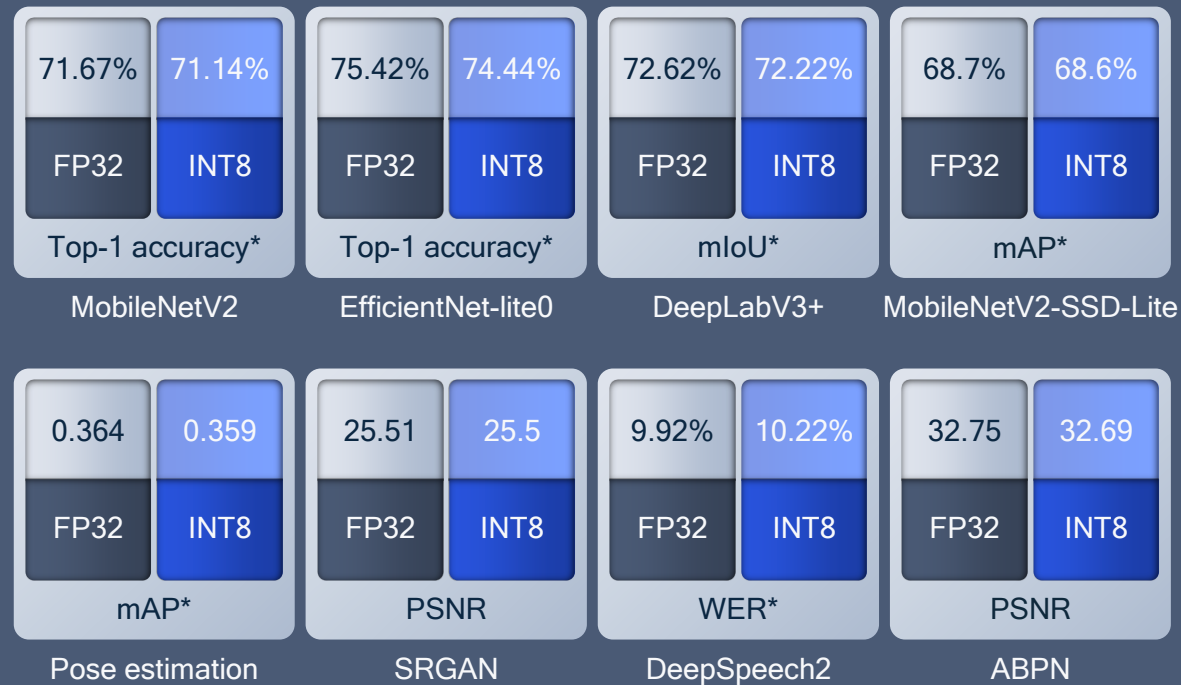 71.67% 71.14% 75.42% 74.44% 72.62% 72.22% 68.7% 68.6%
FP32 INT8 FP32 INT8 FP32 INT8 FP32 INT8
Top-1 accuracy* Top-1 accuracy* mIoU* mAP*
MobileNetV2 EfficientNet-lite0 DeepLabV3+ MobileNetV2-SSD-Lite
0.364 0.359 25.51 25.5 9.92% 10.22% 32.75 32.69
FP32 INT8 FP32 INT8 FP32 INT8 FP32 INT8
mAP* PSNR WER* PSNR
Pose estimation SRGAN DeepSpeech2 ABPN